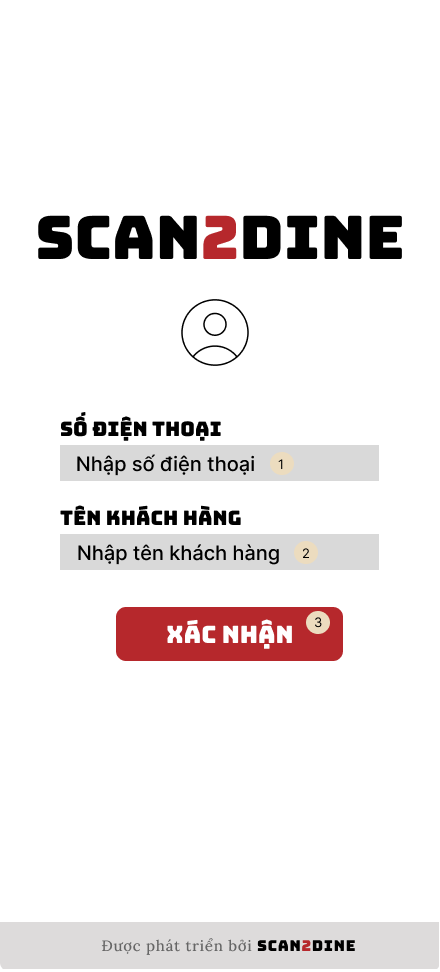 SCAN2DINE
SỐ ĐIỆN THOẠI
Nhập số điện thoại 1
TÊN KHÁCH HÀNG
Nhập tên khách hàng 2
XÁC NHẬN 3
Được phát triển bởi SCAN2DINE